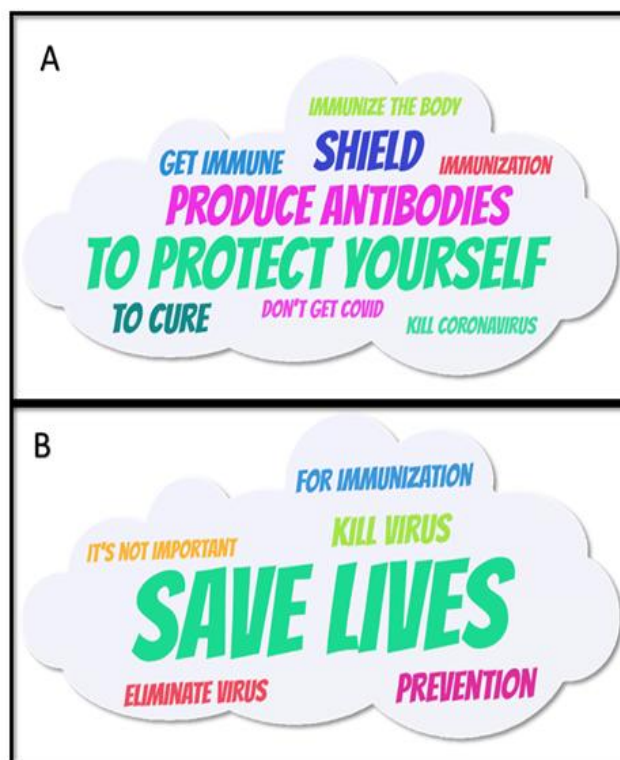 A
IMMUNIZE THE BODY
GET IMMUNE SHIELD IMMUNIZATION
PRODUCE ANTIBODIES
TO PROTECT YOURSELF
TO CURE DON'T GET COVID KILL CORONAVIRUS
B
FOR IMMUNIZATION
IT'S NOT IMPORTANT KILL VIRUS
SAVE LIVES
ELIMINATE VIRUS PREVENTION